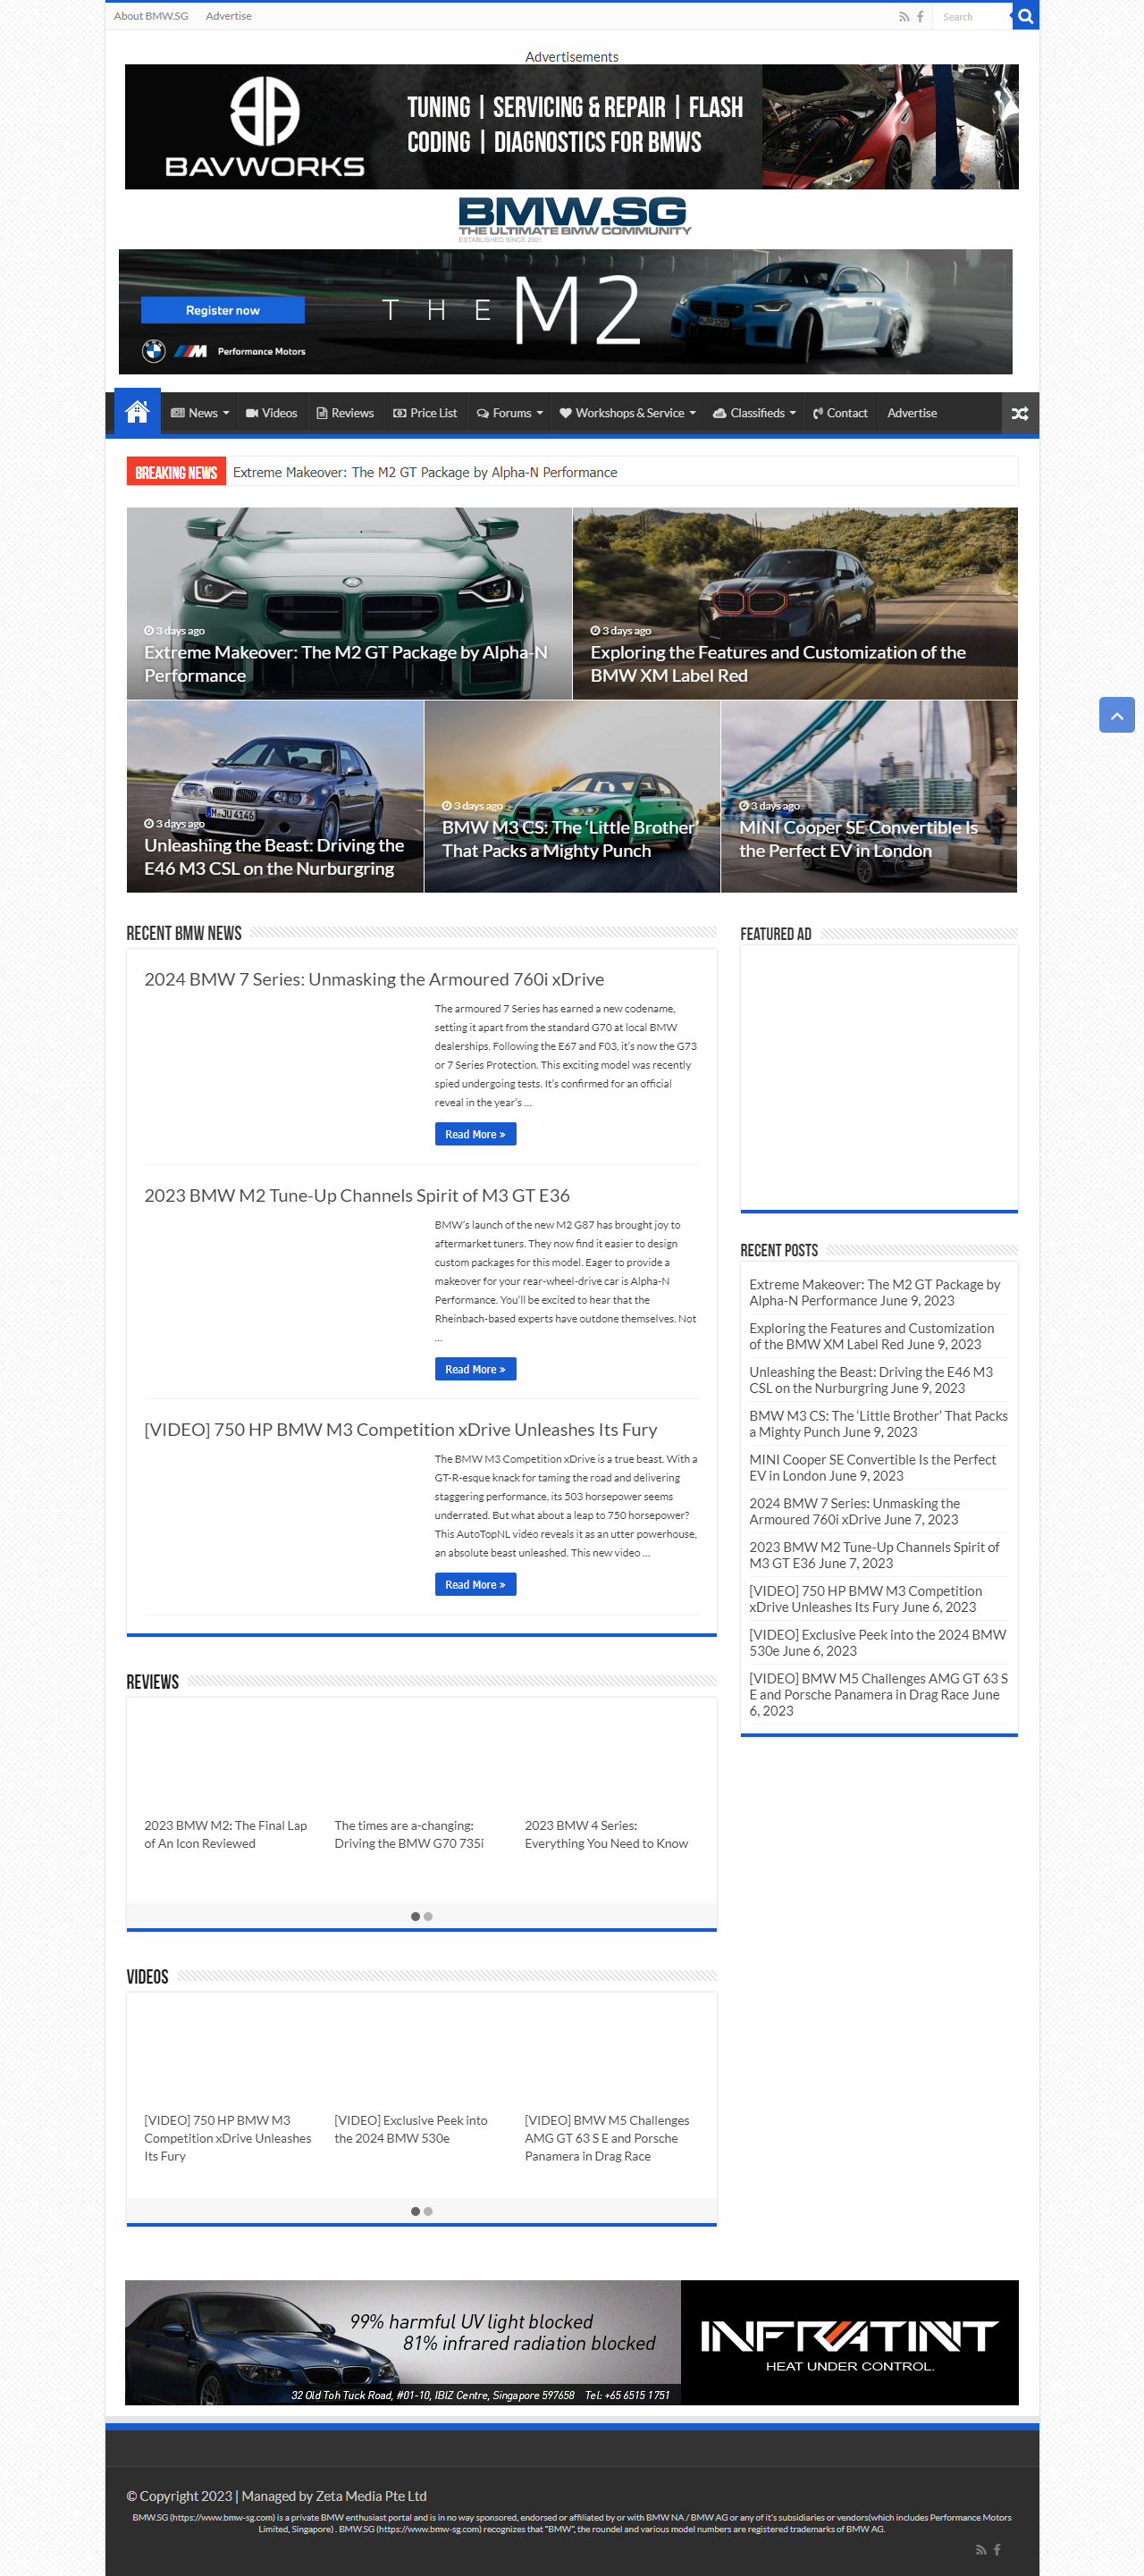 About BMW.SG Advertise
Search
Advertisements
BAVWORKS
TUNING | SERVICING & REPAIR | FLASH
CODING | DIAGNOSTICS FOR BMWS
BMW.SG
THE ULTIMATE BMW COMMUNITY
ESTABLISHED SINCE 2001
Register now
THE M2
M Performance Motors
News Videos Reviews Price List Forums Workshops & Service Classifieds Contact Advertise
BREAKING NEWS Extreme Makeover: The M2 GT Package by Alpha-N Performance
3 days ago
Extreme Makeover: The M2 GT Package by Alpha-N
Performance
3 days ago
Exploring the Features and Customization of the
BMW XM Label Red
M·JU 4146
3 days ago
Unleashing the Beast: Driving the
E46 M3 CSL on the Nurburgring
3 days ago
BMW M3 CS: The ‘Little Brother’
That Packs a Mighty Punch
3 days ago
MINI Cooper SE Convertible Is
the Perfect EV in London
RECENT BMW NEWS
2024 BMW 7 Series: Unmasking the Armoured 760i xDrive
The armoured 7 Series has earned a new codename,
setting it apart from the standard G70 at local BMW
dealerships. Following the E67 and F03, it’s now the G73
or 7 Series Protection. This exciting model was recently
spied undergoing tests. It’s confirmed for an official
reveal in the year’s ...
Read More »
2023 BMW M2 Tune-Up Channels Spirit of M3 GT E36
BMW’s launch of the new M2 G87 has brought joy to
aftermarket tuners. They now find it easier to design
custom packages for this model. Eager to provide a
makeover for your rear-wheel-drive car is Alpha-N
Performance. You’ll be excited to hear that the
Rheinbach-based experts have outdone themselves. Not
...
Read More »
[VIDEO] 750 HP BMW M3 Competition xDrive Unleashes Its Fury
The BMW M3 Competition xDrive is a true beast. With a
GT-R-esque knack for taming the road and delivering
staggering performance, its 503 horsepower seems
underrated. But what about a leap to 750 horsepower?
This AutoTopNL video reveals it as an utter powerhouse,
an absolute beast unleashed. This new video ...
Read More »
REVIEWS
2023 BMW M2: The Final Lap
of An Icon Reviewed
The times are a-changing:
Driving the BMW G70 735i
2023 BMW 4 Series:
Everything You Need to Know
VIDEOS
[VIDEO] 750 HP BMW M3
Competition xDrive Unleashes
Its Fury
[VIDEO] Exclusive Peek into
the 2024 BMW 530e
[VIDEO] BMW M5 Challenges
AMG GT 63 S E and Porsche
Panamera in Drag Race
FEATURED AD
RECENT POSTS
Extreme Makeover: The M2 GT Package by
Alpha-N Performance June 9, 2023
Exploring the Features and Customization
of the BMW XM Label Red June 9, 2023
Unleashing the Beast: Driving the E46 M3
CSL on the Nurburgring June 9, 2023
BMW M3 CS: The ‘Little Brother’ That Packs
a Mighty Punch June 9, 2023
MINI Cooper SE Convertible Is the Perfect
EV in London June 9, 2023
2024 BMW 7 Series: Unmasking the
Armoured 760i xDrive June 7, 2023
2023 BMW M2 Tune-Up Channels Spirit of
M3 GT E36 June 7, 2023
[VIDEO] 750 HP BMW M3 Competition
xDrive Unleashes Its Fury June 6, 2023
[VIDEO] Exclusive Peek into the 2024 BMW
530e June 6, 2023
[VIDEO] BMW M5 Challenges AMG GT 63 S
E and Porsche Panamera in Drag Race June
6, 2023
99% harmful UV light blocked
81% infrared radiation blocked
32 Old Toh Tuck Road, #01-10, IBIZ Centre, Singapore 597658 Tel: +65 6515 1751
INFRATINT
HEAT UNDER CONTROL.
© Copyright 2023 | Managed by Zeta Media Pte Ltd
BMW.SG (https://www.bmw-sg.com) is a private BMW enthusiast portal and is in no way sponsored, endorsed or affiliated by or with BMW NA / BMW AG or any of it's subsidiaries or vendors(which includes Performance Motors
Limited, Singapore) . BMW.SG (https://www.bmw-sg.com) recognizes that "BMW", the roundel and various model numbers are registered trademarks of BMW AG.